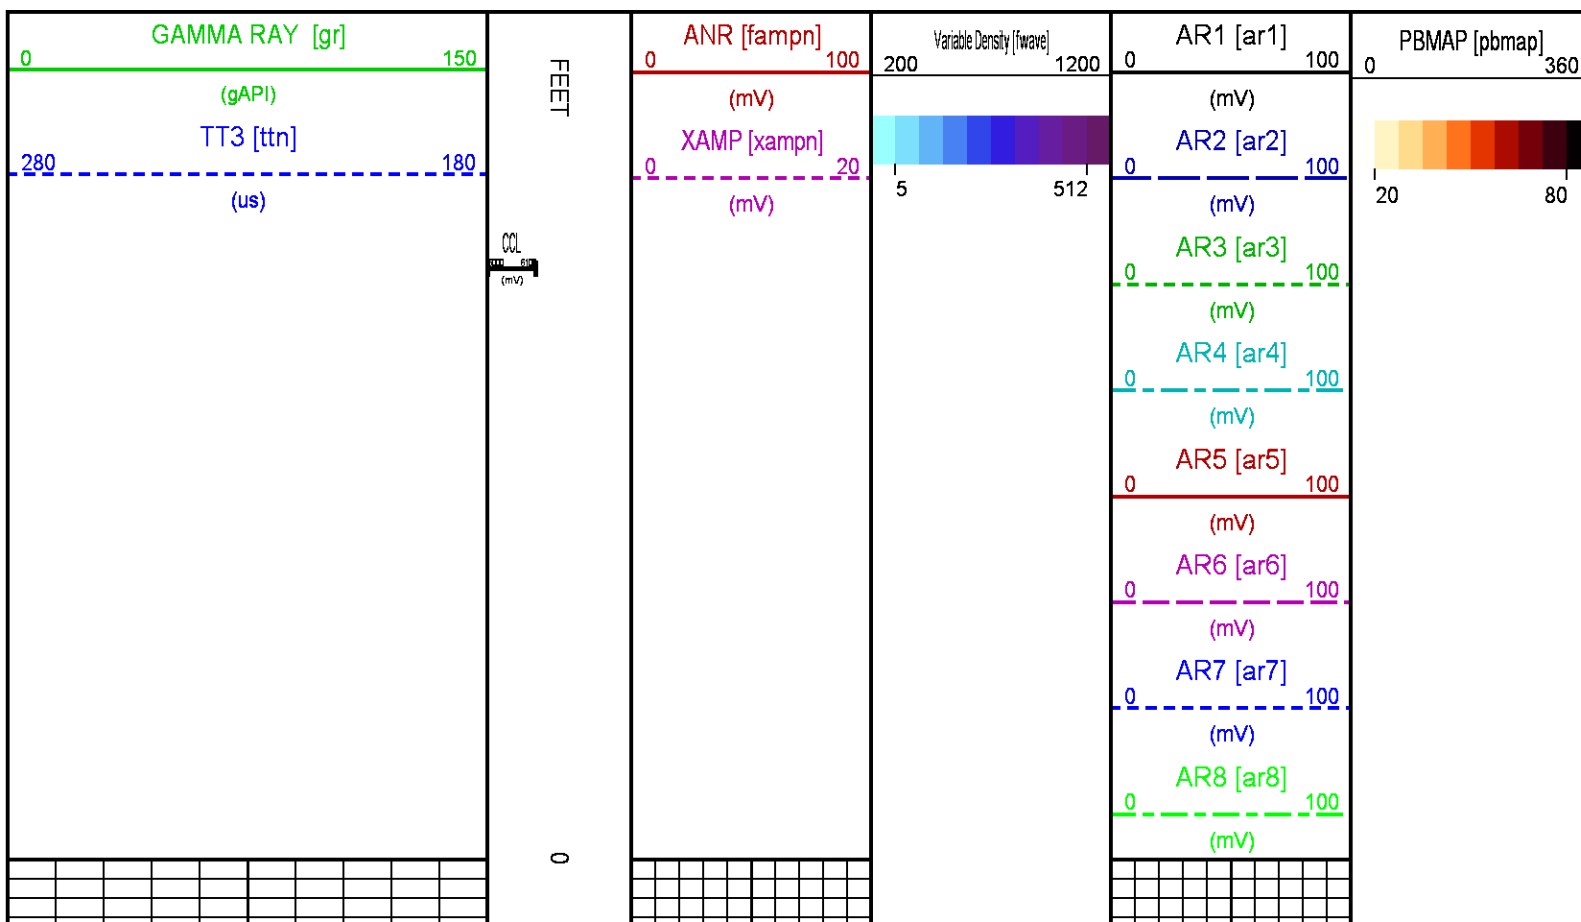 GAMMA RAY [gr]
0 150
(gAPI)
TT3 [ttn]
280 180
(us)
FEET
CCL
(mV)
0
ANR [fampn]
0 100
(mV)
XAMP [xampn]
0 20
(mV)
Variable Density [fwave]
200 1200
5 512
AR1 [ar1]
0 100
(mV)
AR2 [ar2]
0 100
(mV)
AR3 [ar3]
0 100
(mV)
AR4 [ar4]
0 100
(mV)
AR5 [ar5]
0 100
(mV)
AR6 [ar6]
0 100
(mV)
AR7 [ar7]
0 100
(mV)
AR8 [ar8]
0 100
(mV)
PBMAP [pbmap]
0 360
20 80